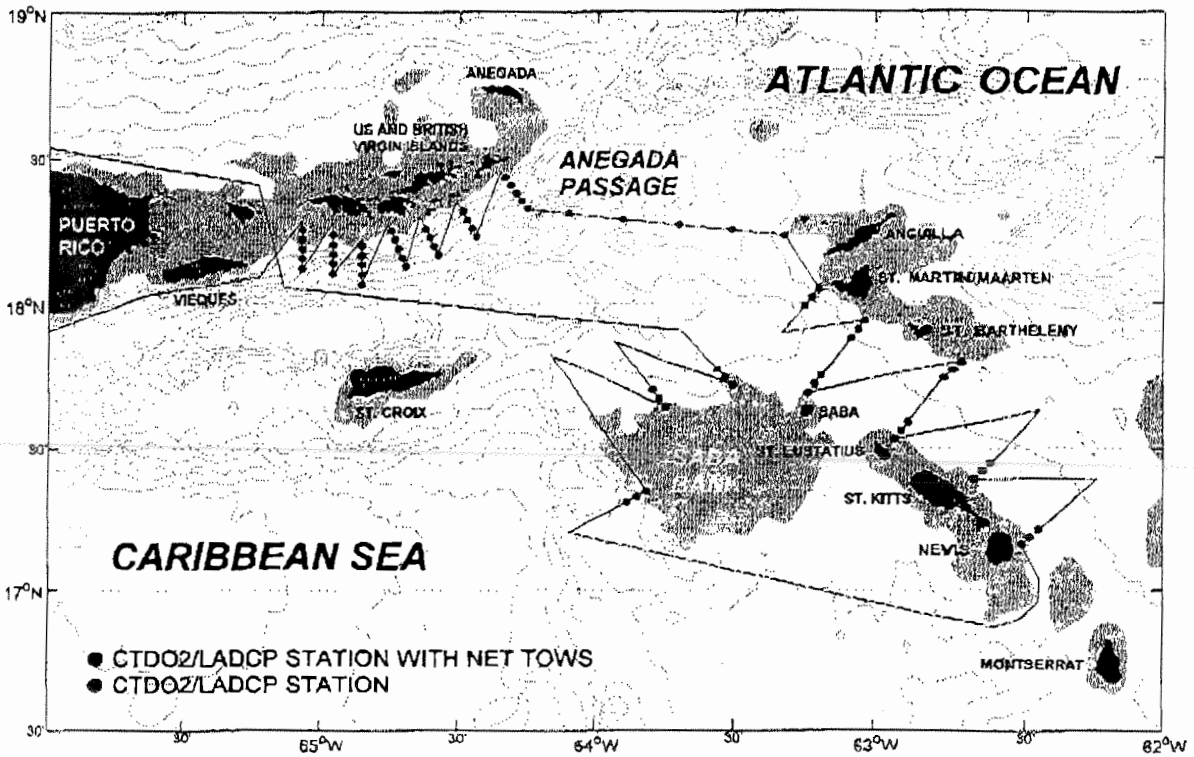 19°N
ANEGADA
ATLANTIC OCEAN
US AND BRITISH
VIRGIN ISLANDS
30'
ANEGADA
PASSAGE
PUERTO
RICO
ANGIALLA
ST. MARTIN/MAARTEN
VIEQUES
18°N
ST. BARTHELENY
ST. CROIX
SABA
30'
SABA
BANK
ST. EUSTATIUS
ST. KITTS
CARIBBEAN SEA
NEVIS
17°N
CTDO2/LADCP STATION WITH NET TOWS
MONTSERRAT
CTDO2/LADCP STATION
30'
30'
65°W
30'
64°W
30'
63°W
30'
62°W